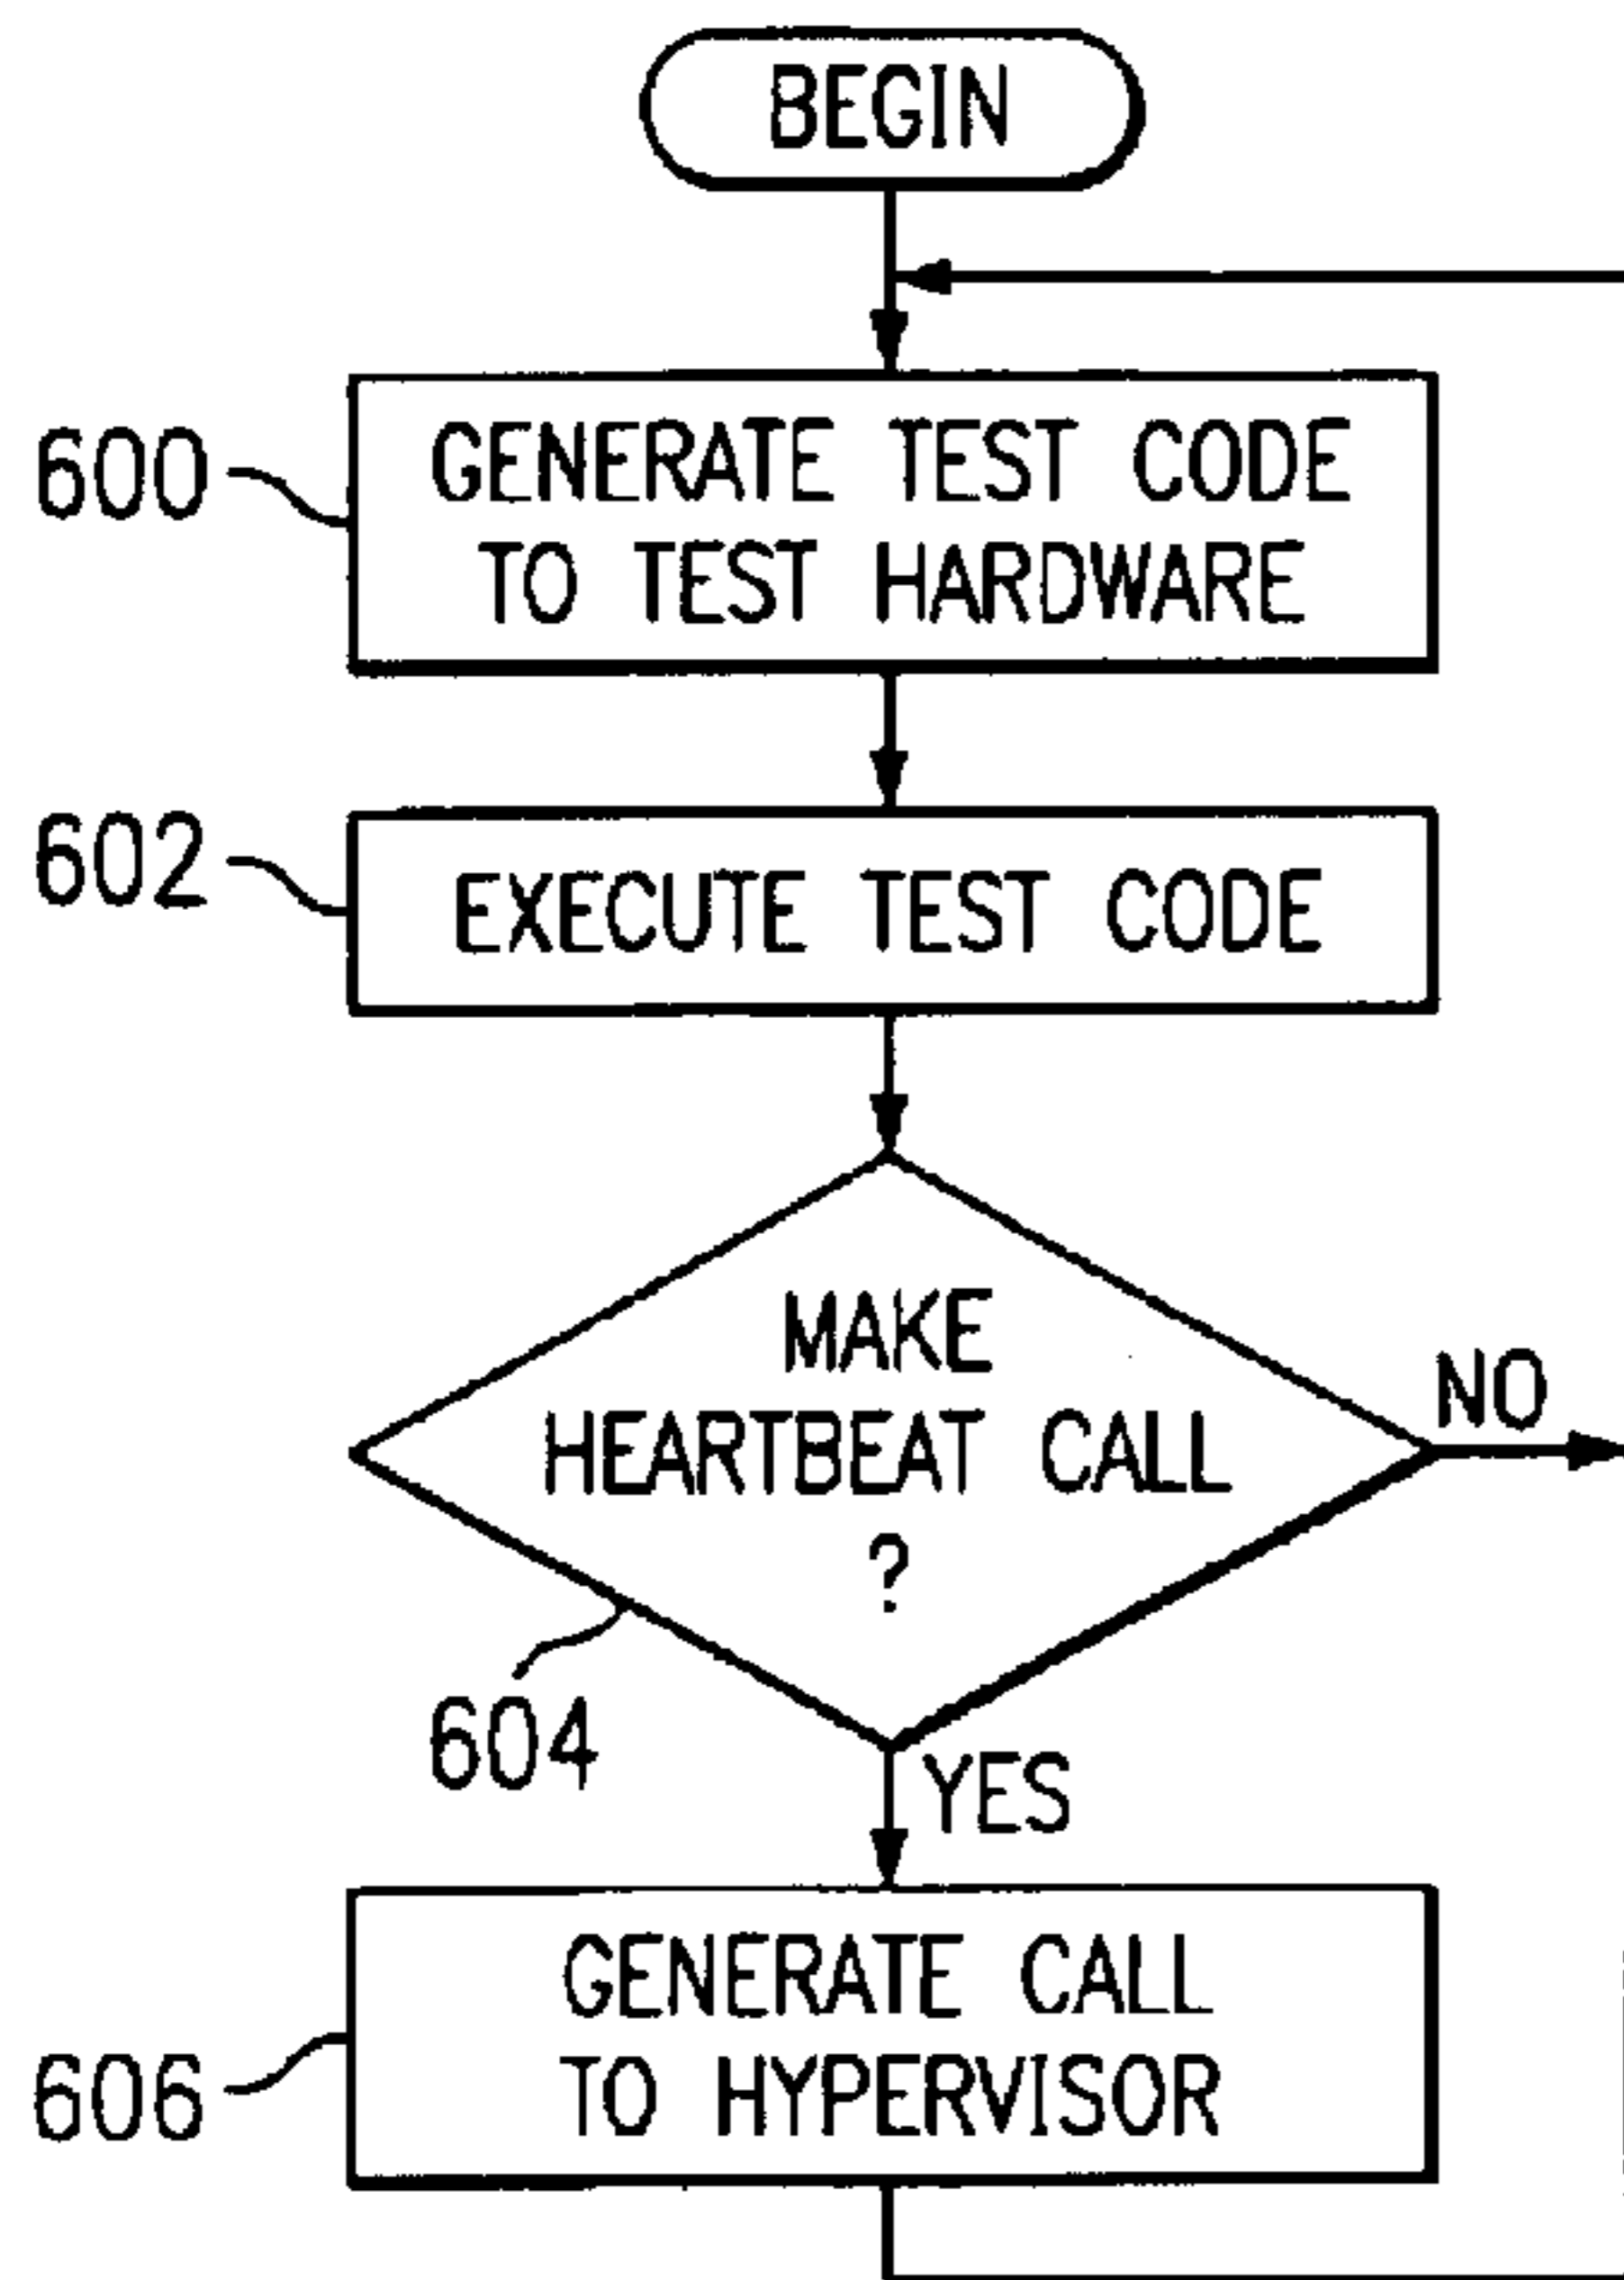 BEGIN
600
GENERATE TEST CODE
TO TEST HARDWARE
602
EXECUTE TEST CODE
MAKE
HEARTBEAT CALL
?
NO
604
YES
GENERATE CALL
TO HYPERVISOR
606